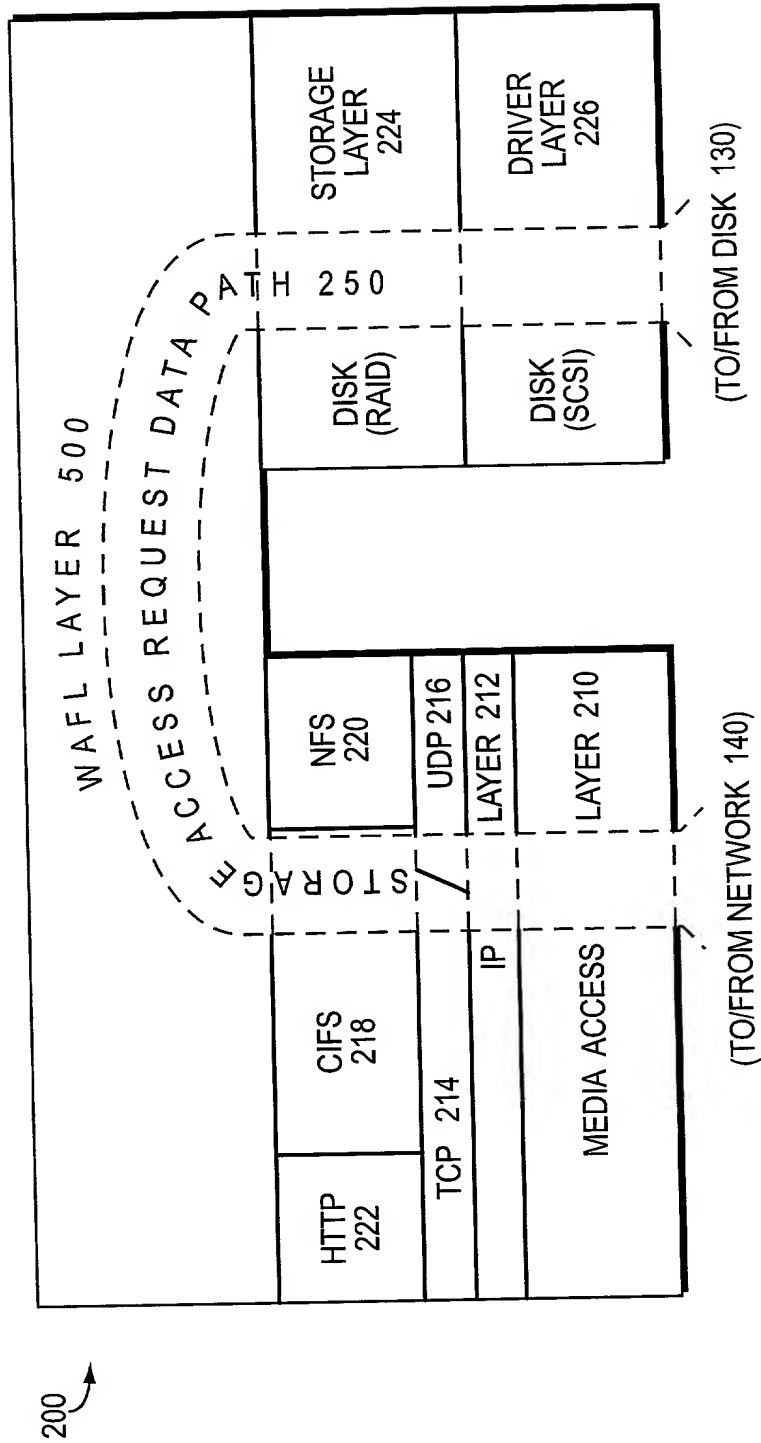 200
WAFL LAYER 500
STORAGE ACCESS REQUEST DATA PATH 250
HTTP
222
CIFS
218
NFS
220
TCP 214
UDP 216
IP
LAYER 212
MEDIA ACCESS
LAYER 210
(TO/FROM NETWORK 140)
DISK
(RAID)
STORAGE
LAYER
224
DISK
(SCSI)
DRIVER
LAYER
226
(TO/FROM DISK 130)